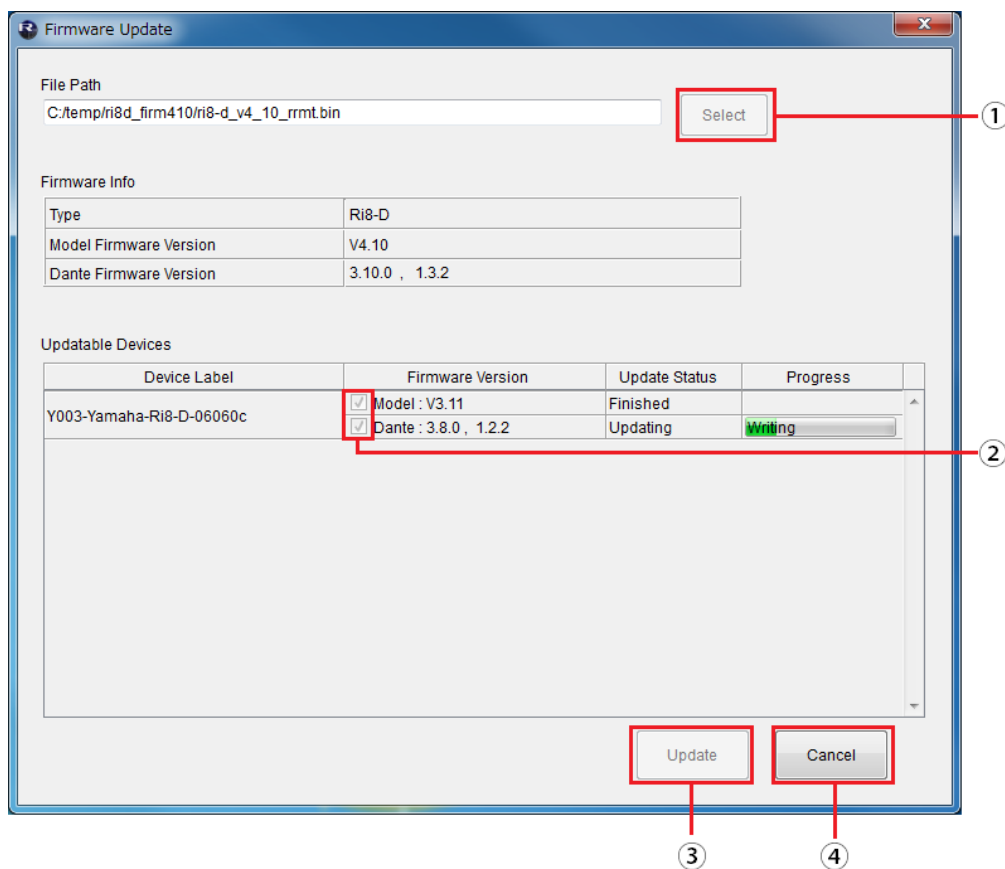 Firmware Update
File Path
C:/temp/ri8d_firm410/ri8-d_v4_10_rrmt.bin
Select
①
Firmware Info
Type Ri8-D
Model Firmware Version V4.10
Dante Firmware Version 3.10.0 , 1.3.2
Updatable Devices
Device Label Firmware Version Update Status Progress
Y003-Yamaha-Ri8-D-06060c
Model : V3.11 Finished
Dante : 3.8.0 , 1.2.2 Updating Writing
②
Update Cancel
③ ④